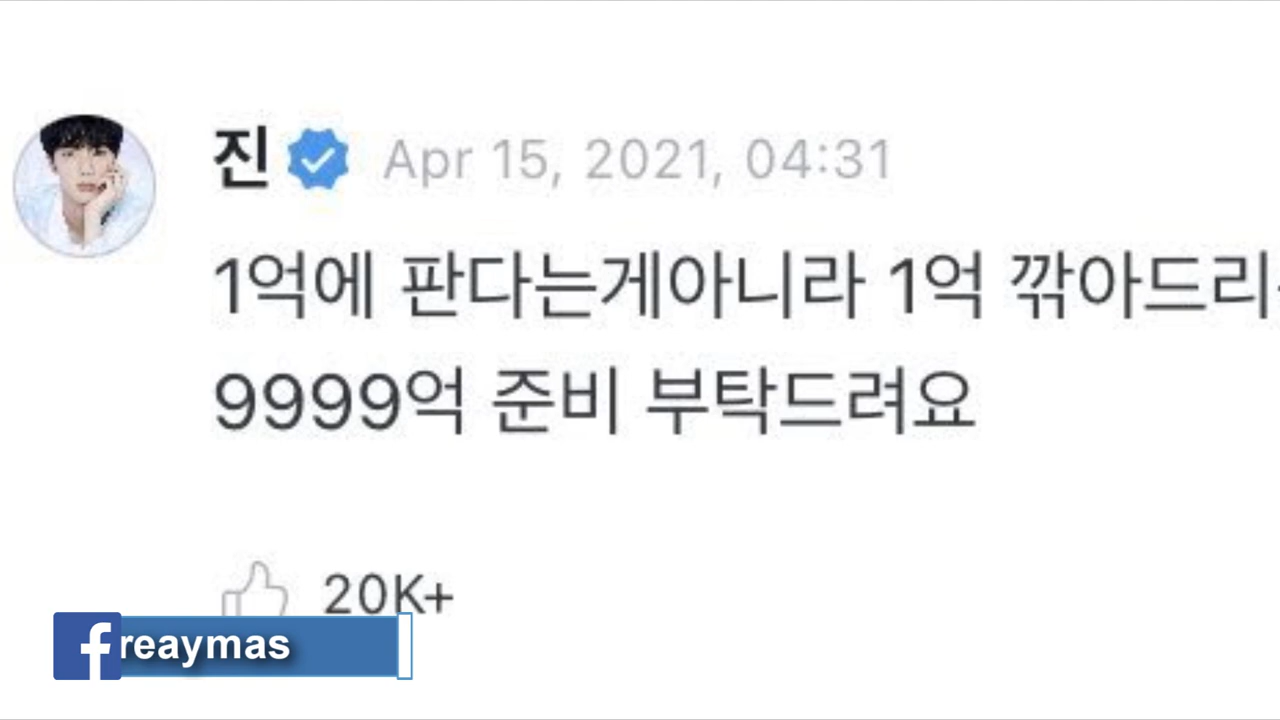 진 Apr 15, 2021, 04:31
1억에 판다는게아니라 1억 깎아드리
9999억 준비 부탁드려요
20K+
f reaymas